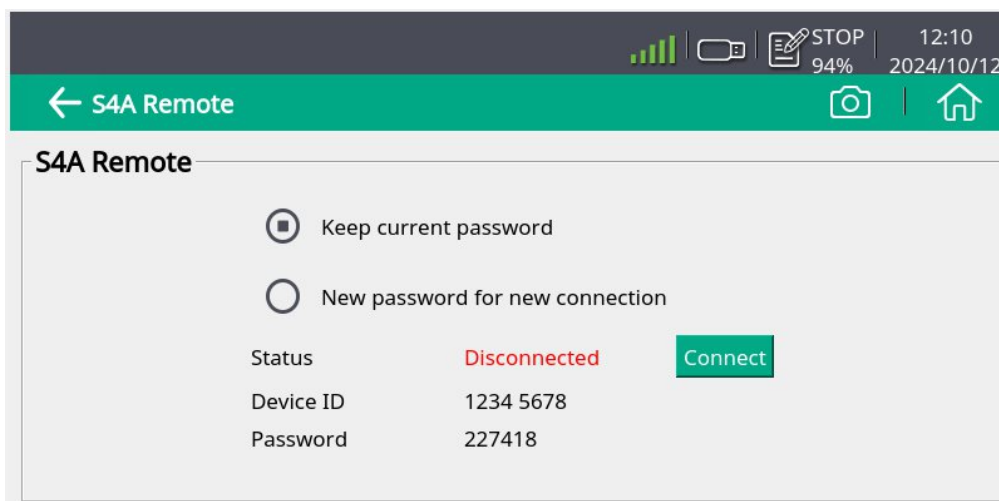 STOP 12:10
94% 2024/10/12
S4A Remote
S4A Remote
Keep current password
New password for new connection
Status Disconnected Connect
Device ID 1234 5678
Password 227418